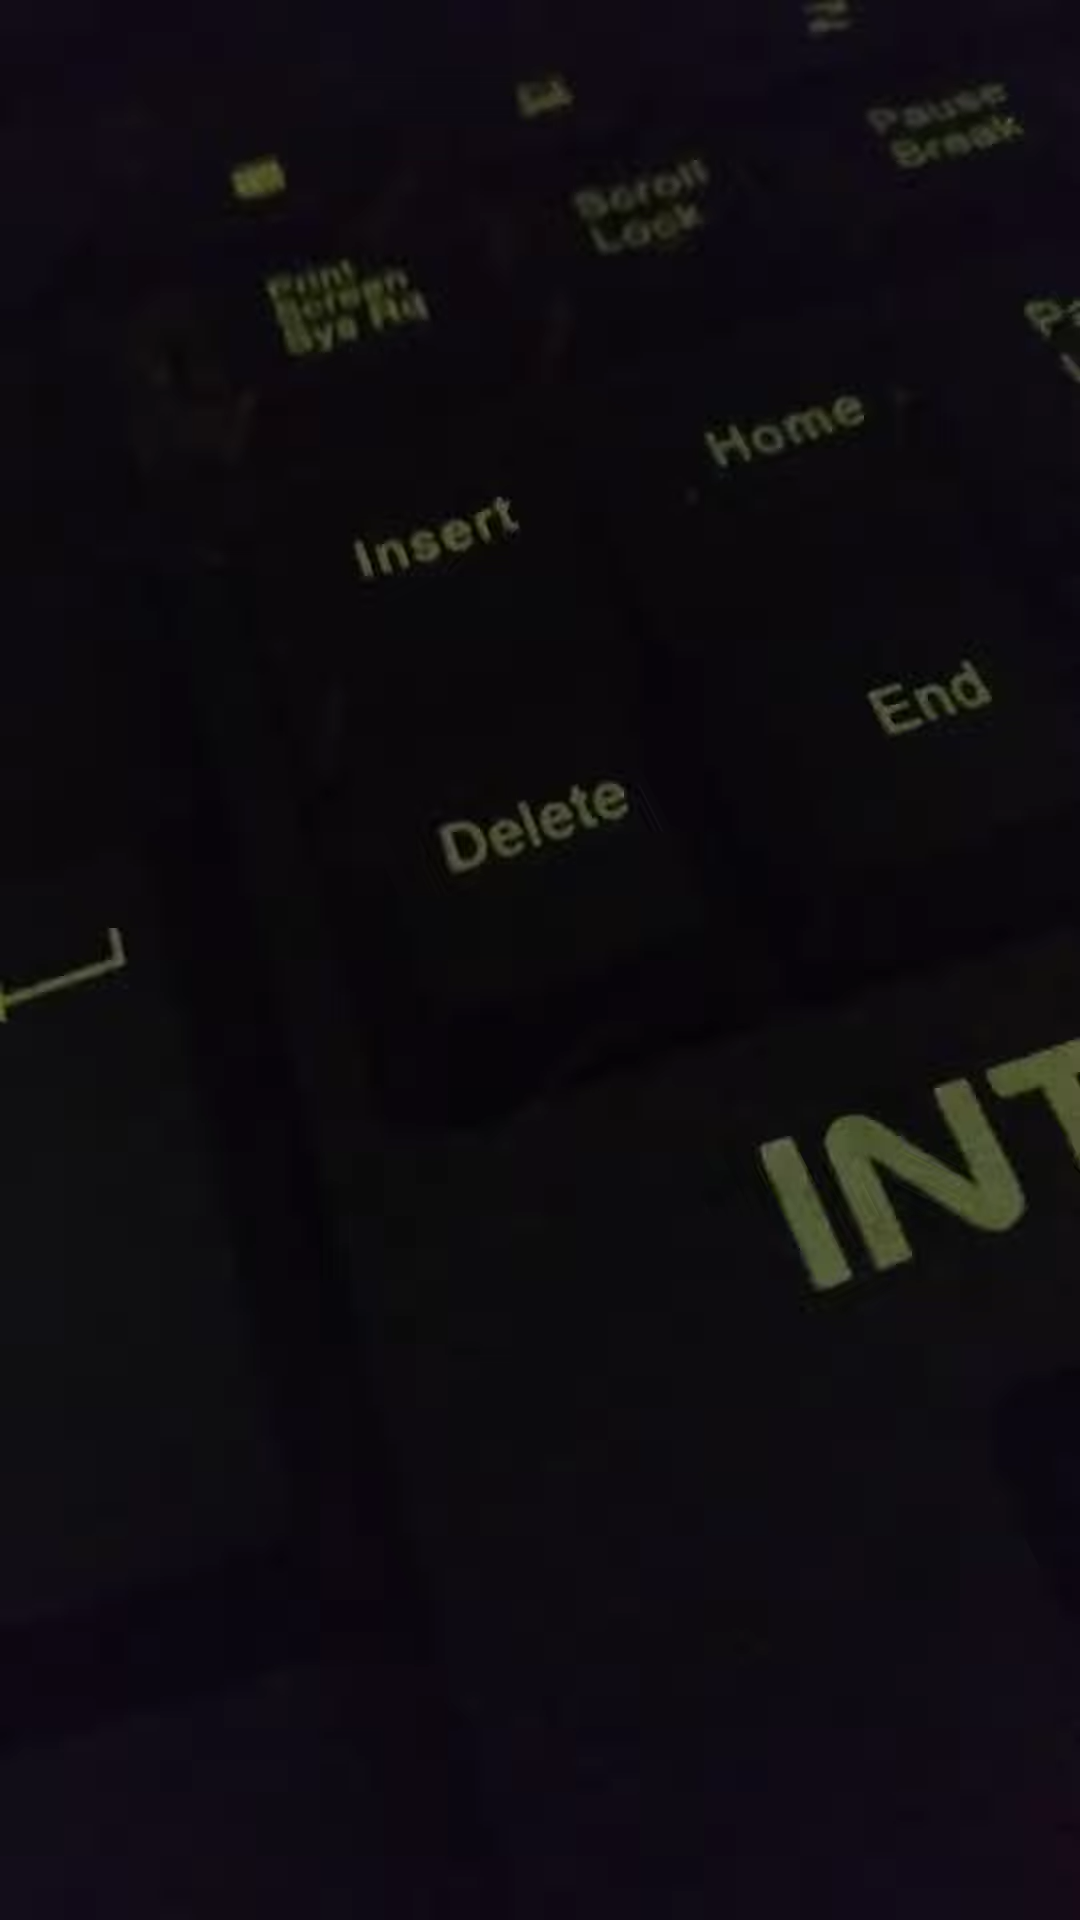 Pause
Break
Scroll
Lock
Print
Screen
Sys Rq
Home
Insert
End
Delete
INT